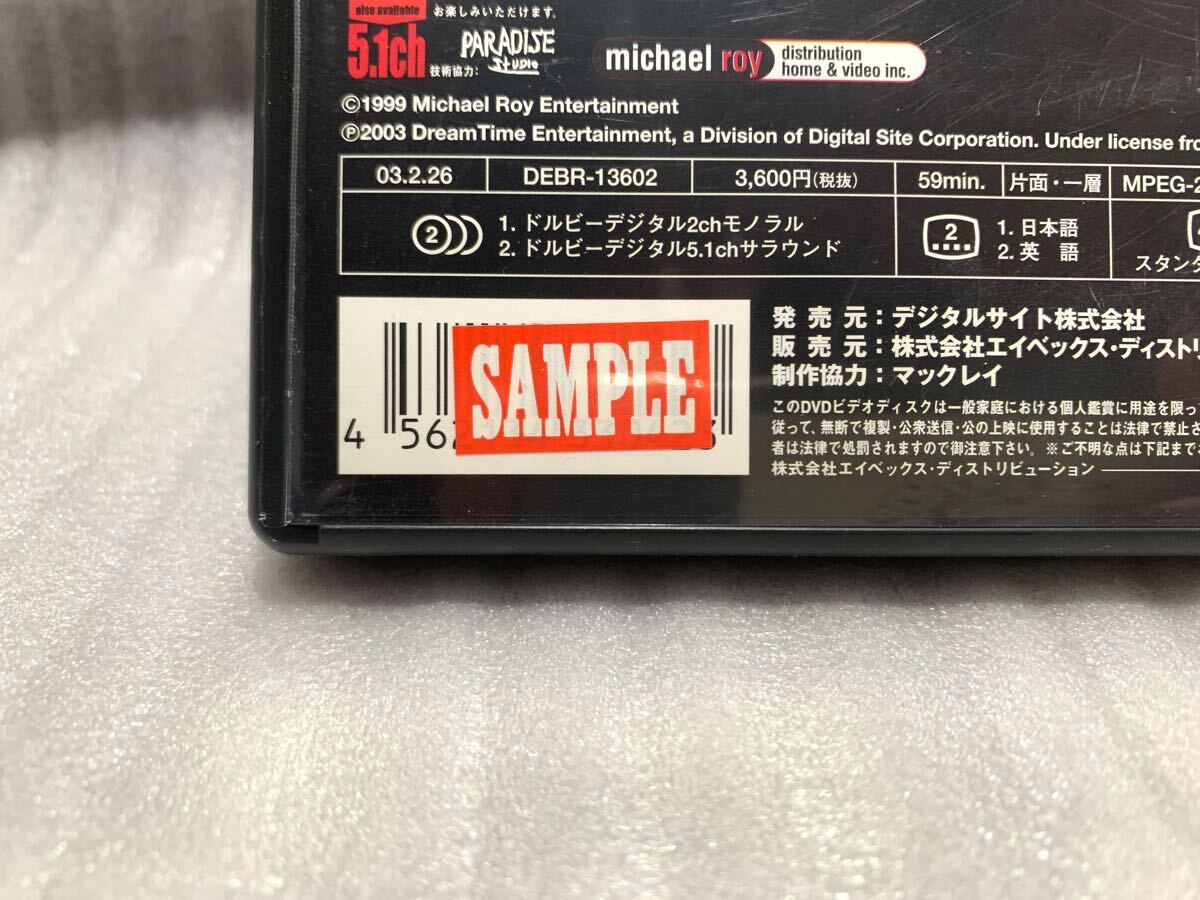 also available お楽しみいただけます。
5.1ch 技術協力: PARADISE STUDIO
michael roy distribution home & video inc.
©1999 Michael Roy Entertainment
℗2003 DreamTime Entertainment, a Division of Digital Site Corporation. Under license fro
03.2.26 DEBR-13602 3,600円(税抜) 59min. 片面・一層 MPEG-2
2 1. ドルビーデジタル2chモノラル
2. ドルビーデジタル5.1chサラウンド
2 1. 日本語
2. 英 語
スタンダ
SAMPLE
4 562
発 売 元：デジタルサイト株式会社
販 売 元：株式会社エイベックス・ディストリ
制作協力：マックレイ
このDVDビデオディスクは一般家庭における個人鑑賞に用途を限っ
従って、無断で複製・公衆送信・公の上映に使用することは法律で禁止さ
者は法律で処罰されますので御注意下さい。※ご不明な点は下記までお
株式会社エイベックス・ディストリビューション